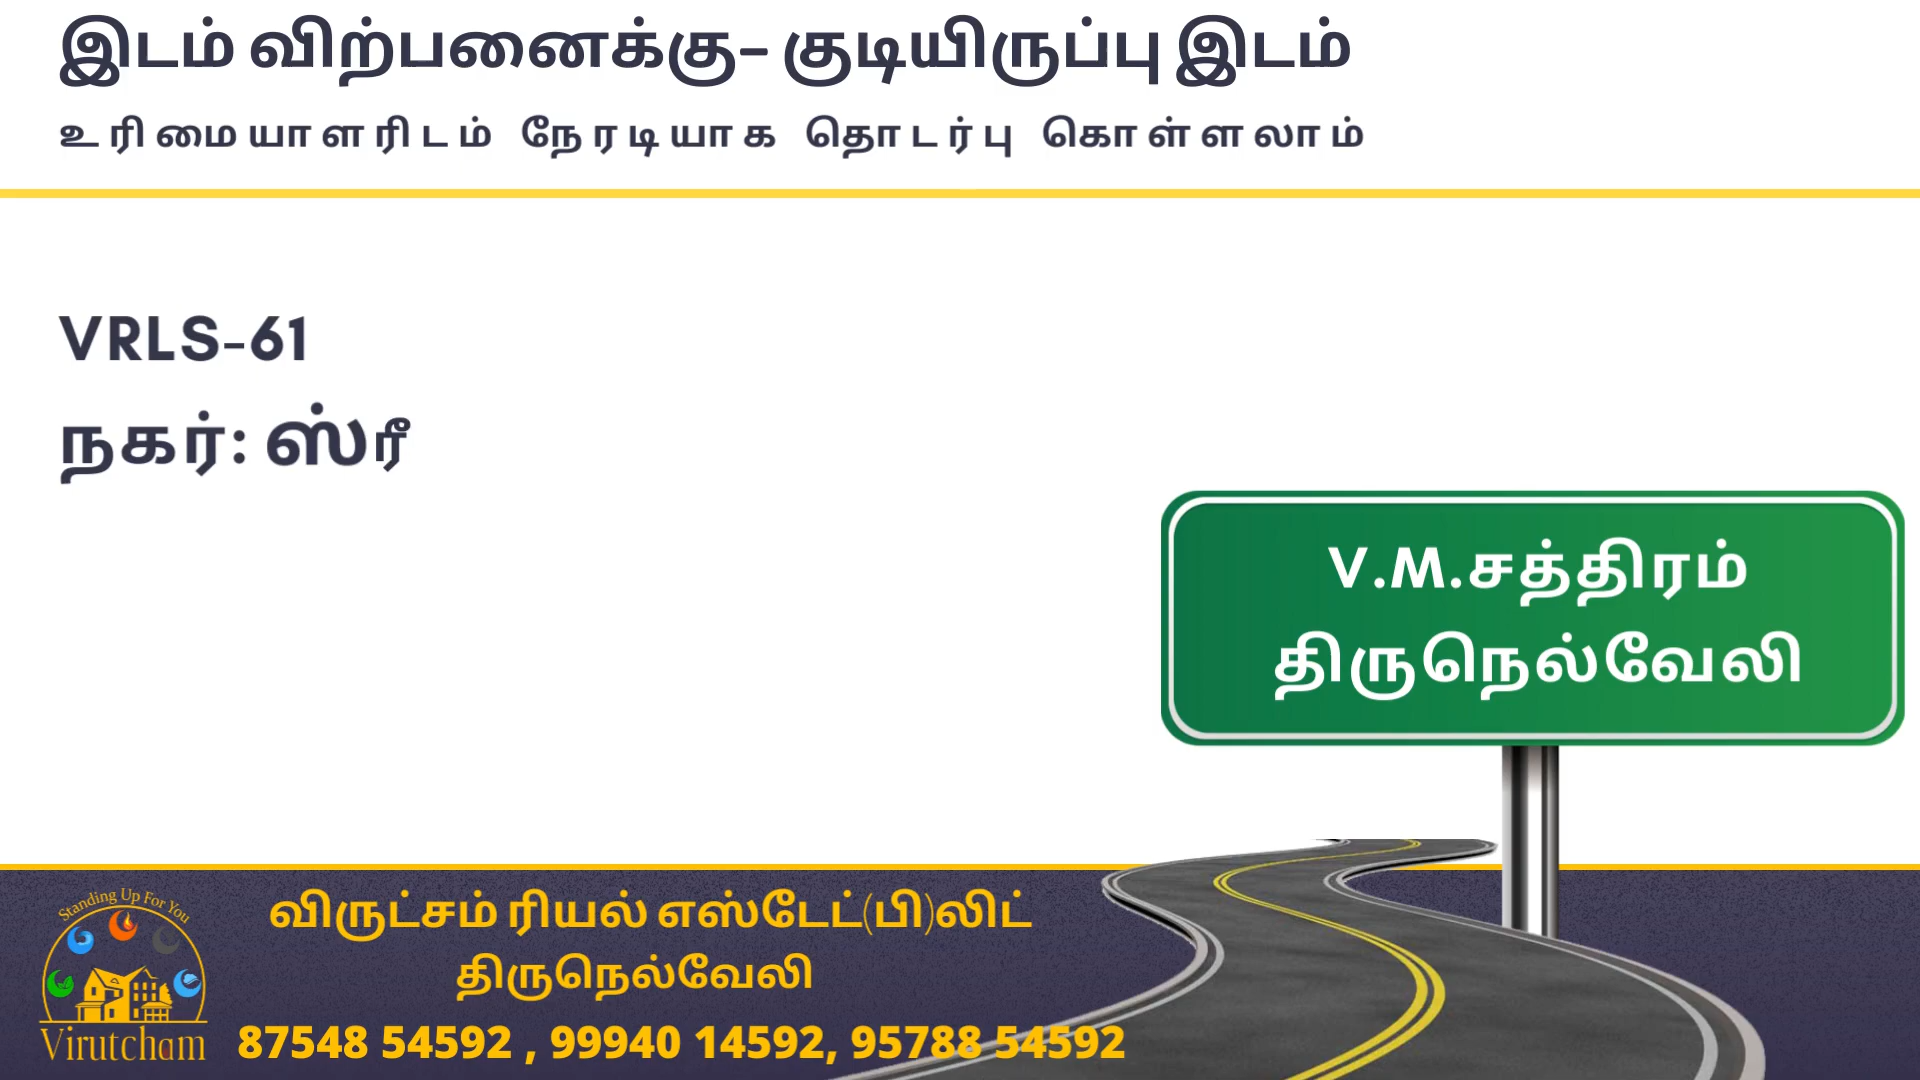 இடம் விற்பனைக்கு- குடியிருப்பு இடம்
உரிமையாளரிடம் நேரடியாக தொடர்பு கொள்ளலாம்
VRLS-61
நகர்: ஸ்ரீ
V.M.சத்திரம்
திருநெல்வேலி
Standing Up For You
Virutcham
விருட்சம் ரியல் எஸ்டேட்(பி)லிட்
திருநெல்வேலி
87548 54592 , 99940 14592, 95788 54592